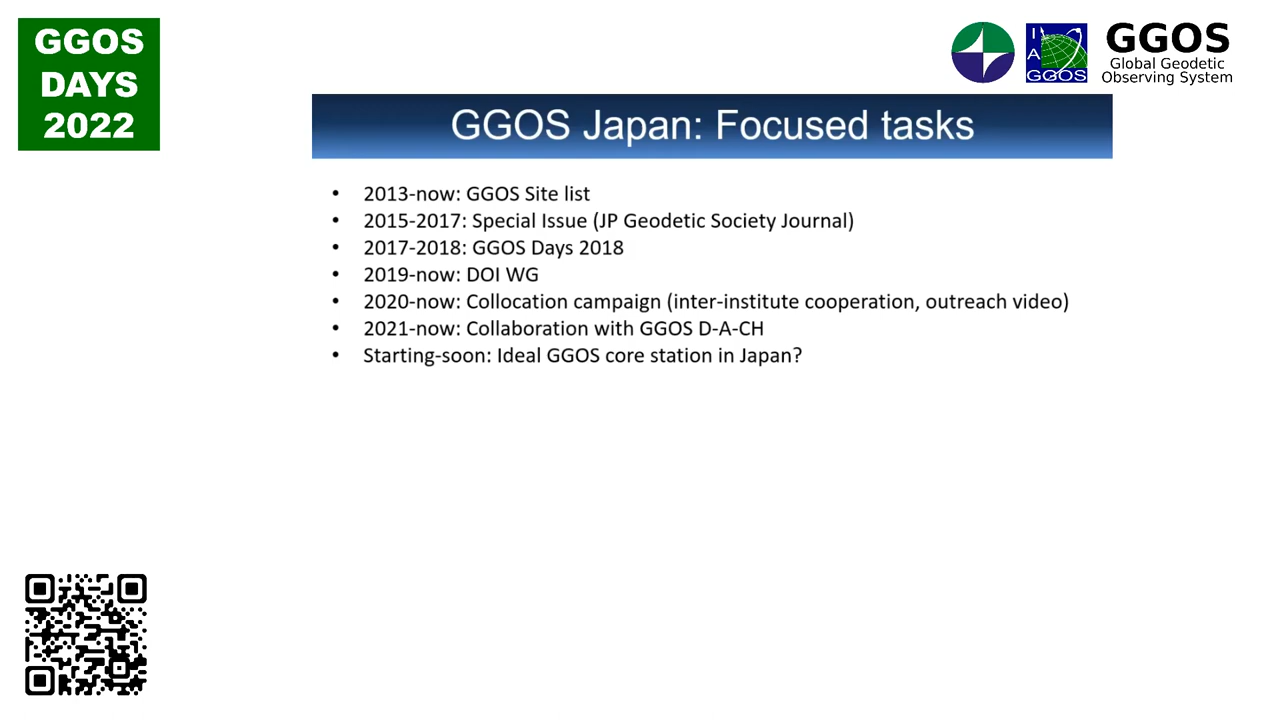 GGOS
DAYS
2022
I
A
GGOS
GGOS
Global Geodetic
Observing System
GGOS Japan: Focused tasks
• 2013-now: GGOS Site list
• 2015-2017: Special Issue (JP Geodetic Society Journal)
• 2017-2018: GGOS Days 2018
• 2019-now: DOI WG
• 2020-now: Collocation campaign (inter-institute cooperation, outreach video)
• 2021-now: Collaboration with GGOS D-A-CH
• Starting-soon: Ideal GGOS core station in Japan?